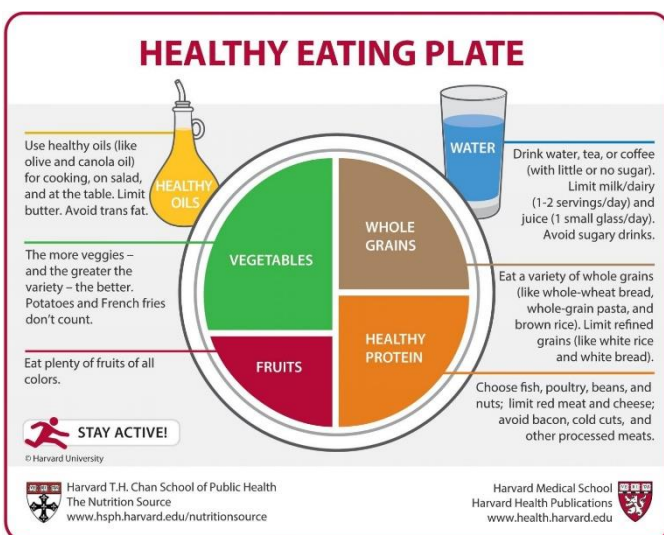 HEALTHY EATING PLATE
Use healthy oils (like
olive and canola oil)
for cooking, on salad,
and at the table. Limit
butter. Avoid trans fat.
HEALTHY
OILS
WATER
Drink water, tea, or coffee
(with little or no sugar).
Limit milk/dairy
(1-2 servings/day) and
juice (1 small glass/day).
Avoid sugary drinks.
The more veggies –
and the greater the
variety – the better.
Potatoes and French fries
don’t count.
VEGETABLES
WHOLE
GRAINS
Eat a variety of whole grains
(like whole-wheat bread,
whole-grain pasta, and
brown rice). Limit refined
grains (like white rice
and white bread).
Eat plenty of fruits of all
colors.
FRUITS
HEALTHY
PROTEIN
Choose fish, poultry, beans, and
nuts; limit red meat and cheese;
avoid bacon, cold cuts, and
other processed meats.
STAY ACTIVE!
© Harvard University
Harvard T.H. Chan School of Public Health
The Nutrition Source
www.hsph.harvard.edu/nutritionsource
Harvard Medical School
Harvard Health Publications
www.health.harvard.edu